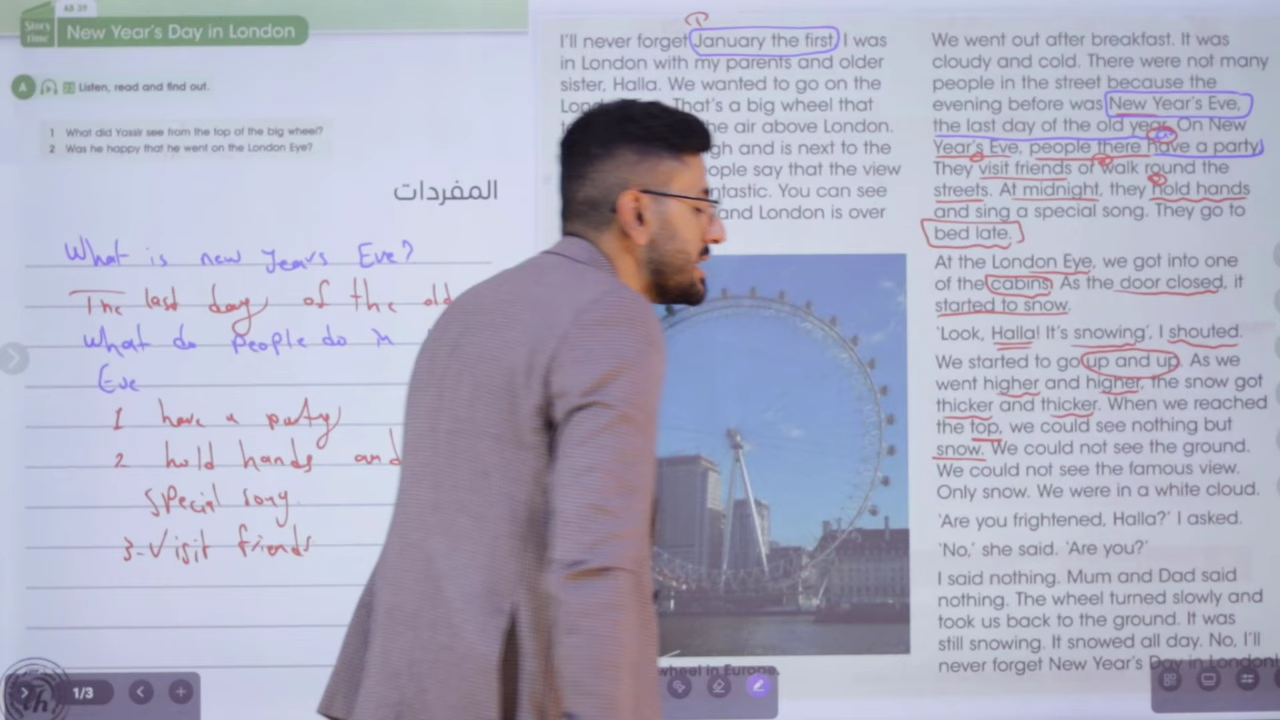 AB 39
Story time
New Year's Day in London
A
Listen, read and find out.
1 What did Yassir see from the top of the big wheel?
2 Was he happy that he went on the London Eye?
المفردات
What is new Years Eve?
The last day of the old
What do people do in
Eve
1 have a party
2 hold hands and
special song
3- Visit friends
1/3
I'll never forget January the first. I was
in London with my parents and older
sister, Halla. We wanted to go on the
That's a big wheel that
the air above London.
and is next to the
people say that the view
fantastic. You can see
and London is over
wheel in Europe.
We went out after breakfast. It was
cloudy and cold. There were not many
people in the street because the
evening before was New Year's Eve,
the last day of the old year. On New
Year's Eve, people there have a party.
They visit friends or walk round the
streets. At midnight, they hold hands
and sing a special song. They go to
bed late.
At the London Eye, we got into one
of the cabins. As the door closed, it
started to snow.
'Look, Halla! It's snowing', I shouted.
We started to go up and up. As we
went higher and higher, the snow got
thicker and thicker. When we reached
the top, we could see nothing but
snow. We could not see the ground.
We could not see the famous view.
Only snow. We were in a white cloud.
'Are you frightened, Halla?' I asked.
'No,' she said. 'Are you?'
I said nothing. Mum and Dad said
nothing. The wheel turned slowly and
took us back to the ground. It was
still snowing. It snowed all day. No, I'll
never forget New Year's Day in London!